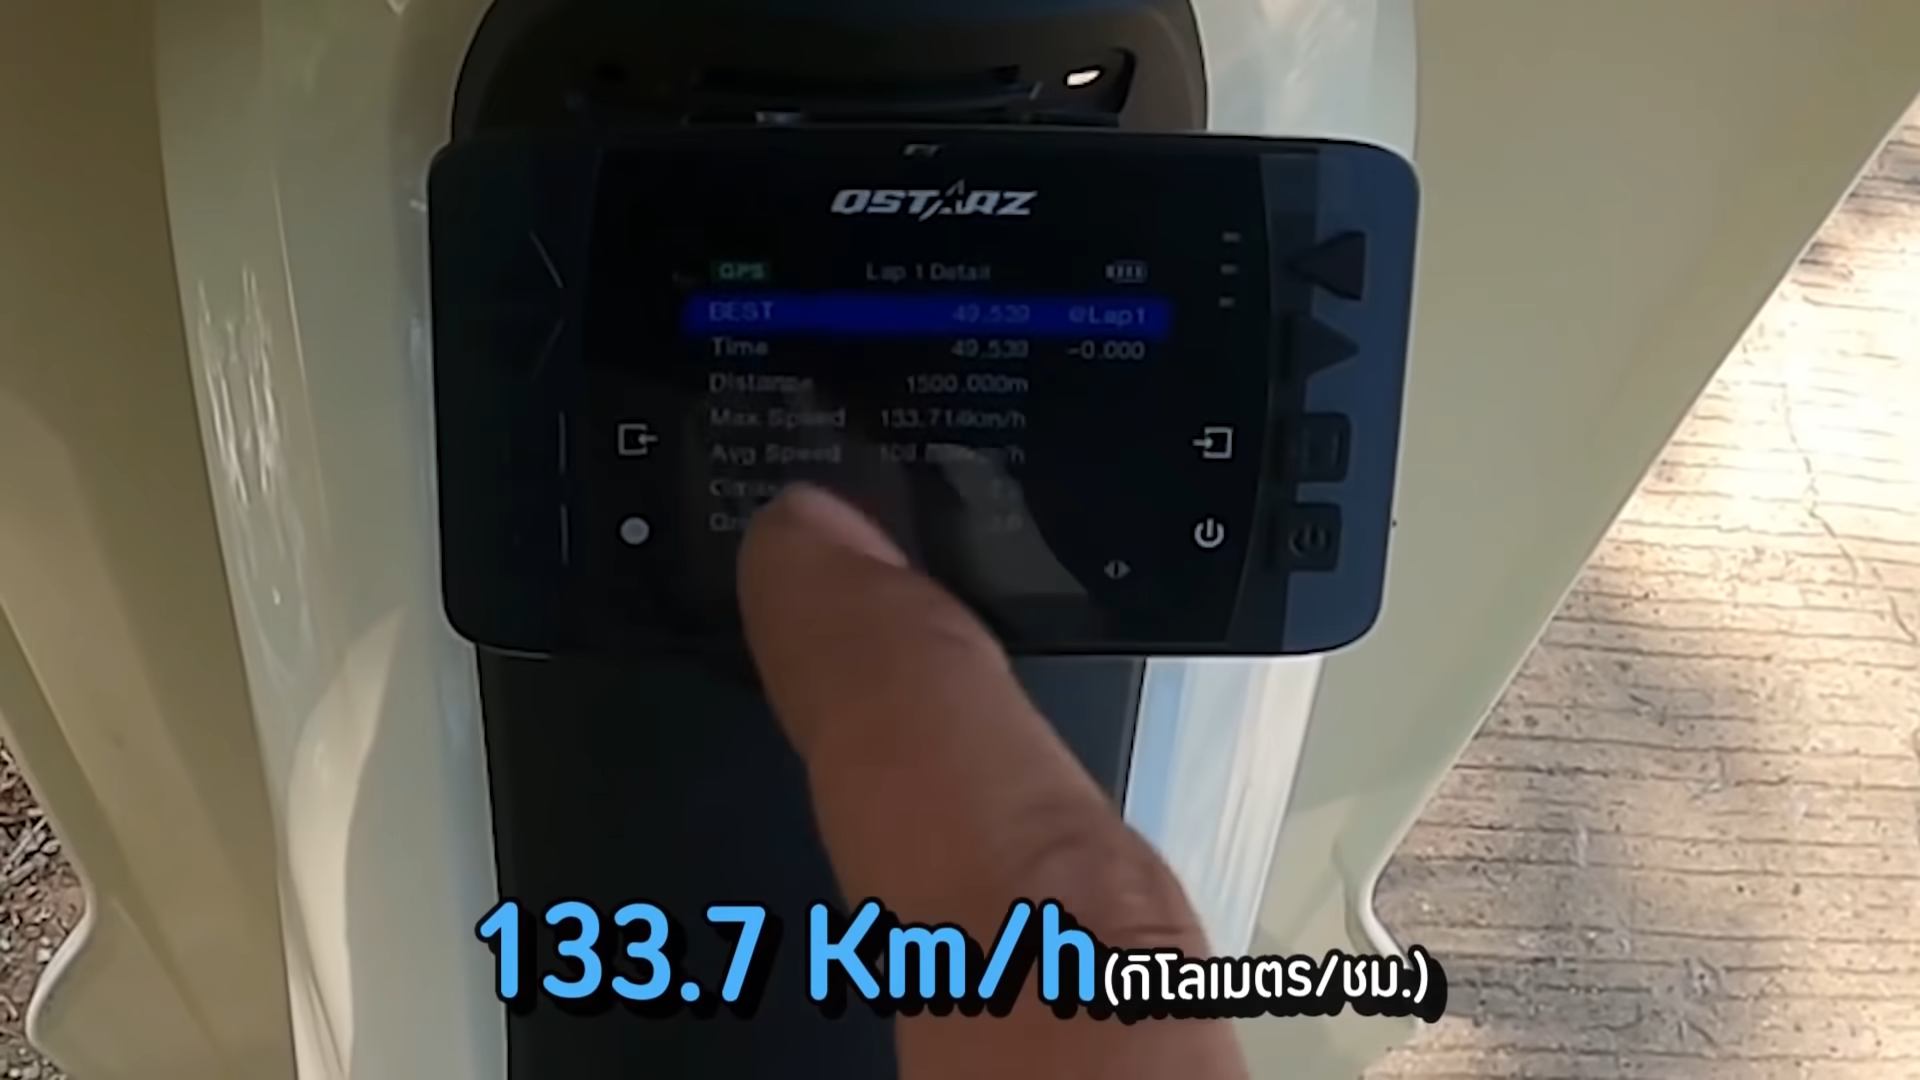 QSTARZ
GPS Lap 1 Detail
BEST 49.539 @Lap1
Time 49.539 -0.000
Distance 1500.000m
Max Speed 133.714km/h
Avg Speed
133.7 Km/h(กิโลเมตร/ชม.)